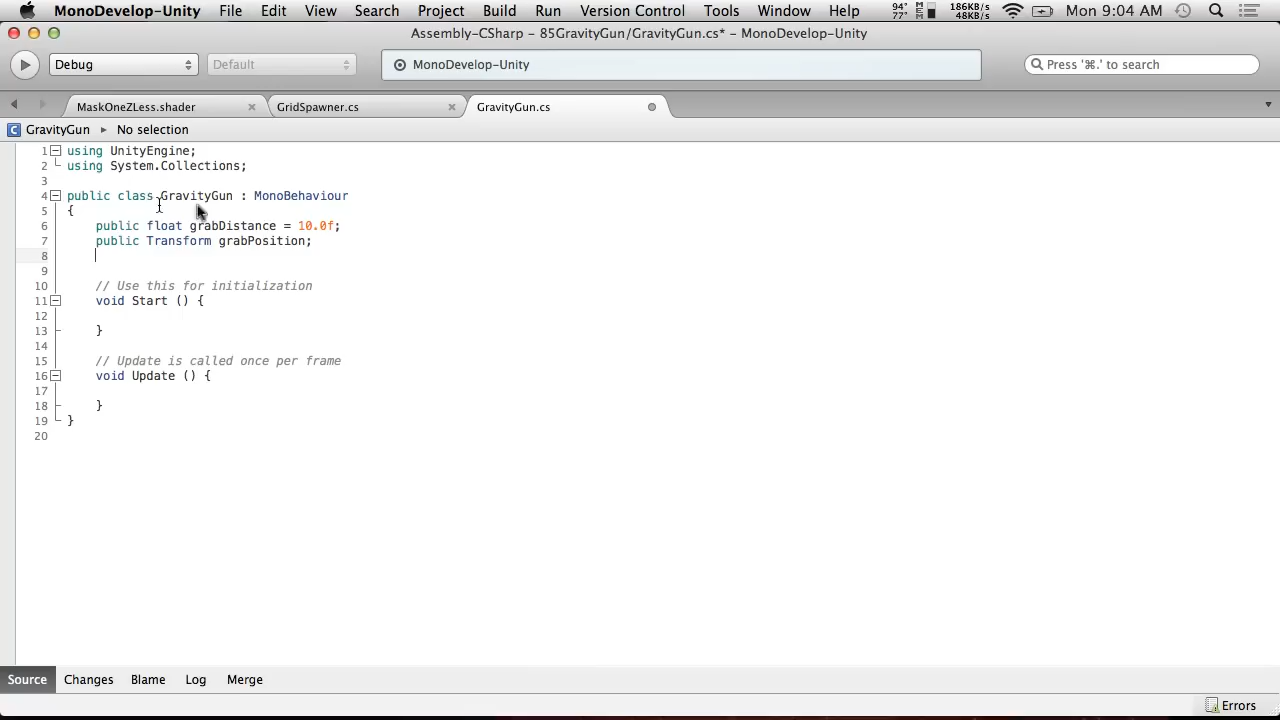 MonoDevelop-Unity File Edit View Search Project Build Run Version Control Tools Window Help 94° 77° M M 186KB/s 48KB/s Mon 9:04 AM
Assembly-CSharp – 85GravityGun/GravityGun.cs* – MonoDevelop-Unity
Debug Default MonoDevelop-Unity Press '⌘.' to search
MaskOneZLess.shader GridSpawner.cs GravityGun.cs
C GravityGun ▸ No selection
1 using UnityEngine;
2 using System.Collections;
3
4 public class GravityGun : MonoBehaviour
5 {
6 public float grabDistance = 10.0f;
7 public Transform grabPosition;
8
9
10 // Use this for initialization
11 void Start () {
12
13 }
14
15 // Update is called once per frame
16 void Update () {
17
18 }
19 }
20
Source Changes Blame Log Merge
Errors